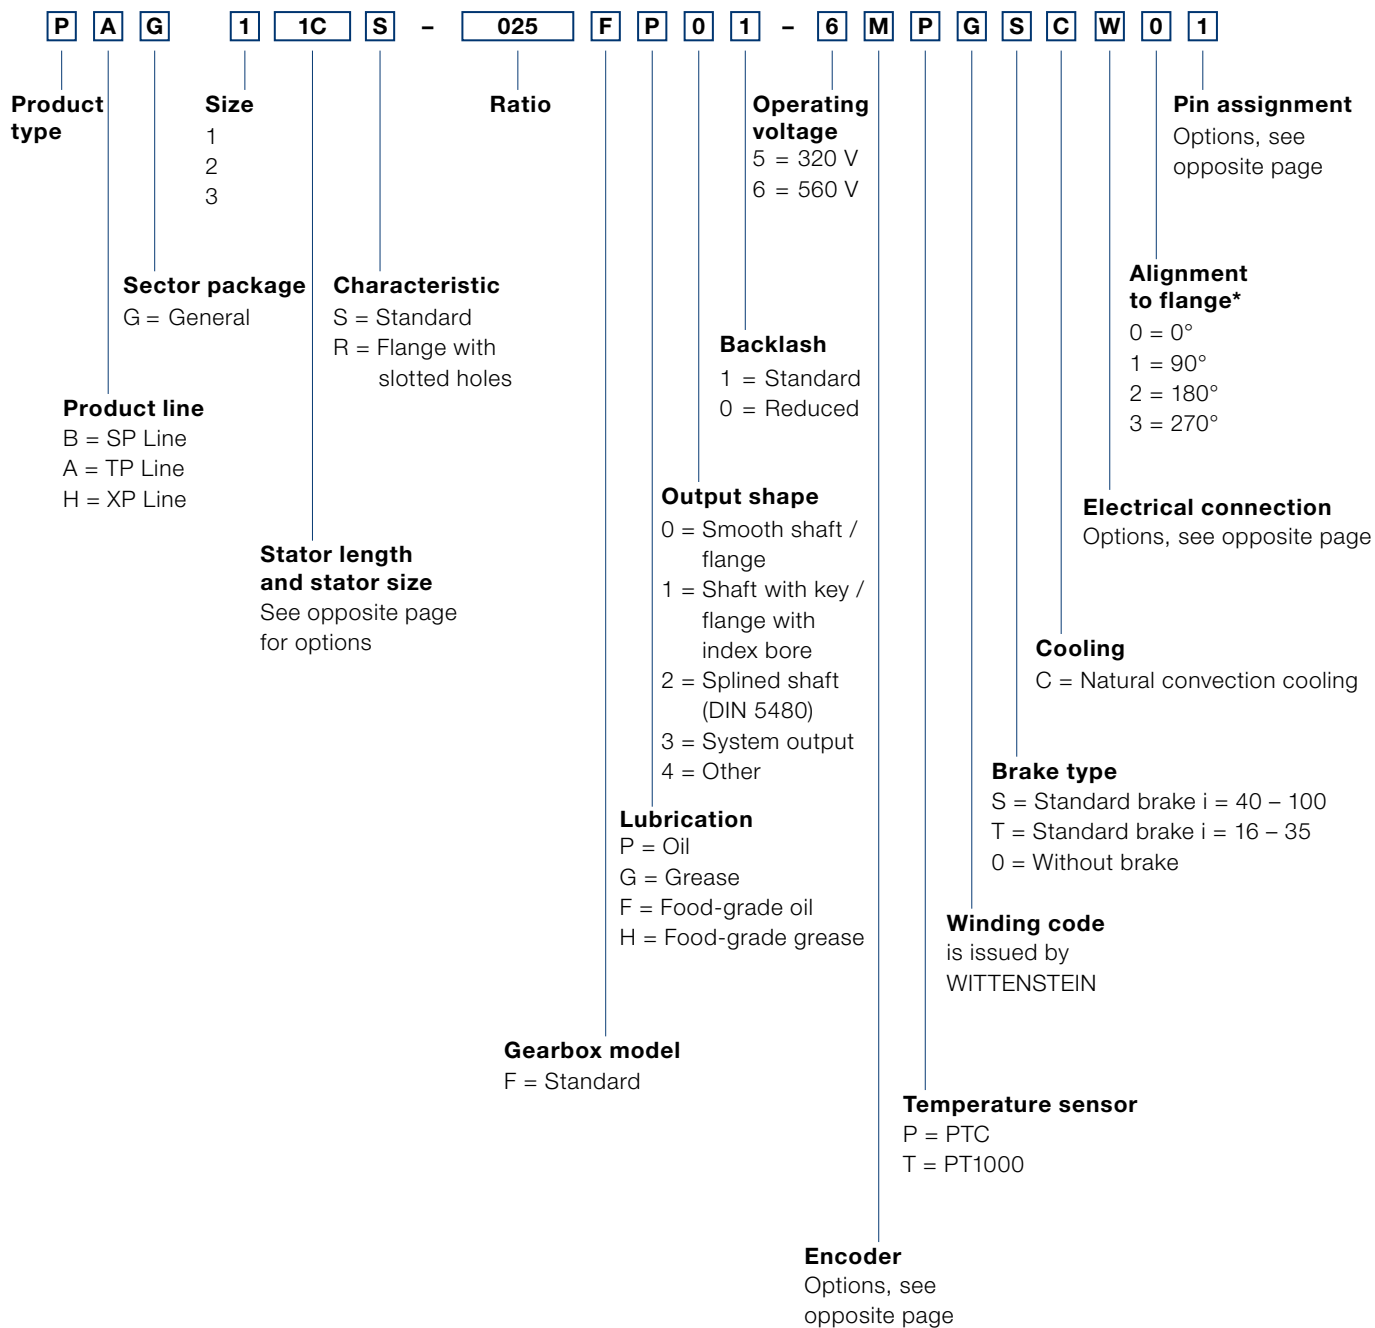 P A G 1 1C S – 025 F P 0 1 – 6 M P G S C W 0 1
Product
type
Size
1
2
3
Ratio
Operating
voltage
5 = 320 V
6 = 560 V
Pin assignment
Options, see
opposite page
Sector package
G = General
Characteristic
S = Standard
R = Flange with
slotted holes
Alignment
to flange*
0 = 0°
1 = 90°
2 = 180°
3 = 270°
Backlash
1 = Standard
0 = Reduced
Product line
B = SP Line
A = TP Line
H = XP Line
Output shape
0 = Smooth shaft /
flange
1 = Shaft with key /
flange with
index bore
2 = Splined shaft
(DIN 5480)
3 = System output
4 = Other
Electrical connection
Options, see opposite page
Stator length
and stator size
See opposite page
for options
Cooling
C = Natural convection cooling
Brake type
S = Standard brake i = 40 – 100
T = Standard brake i = 16 – 35
0 = Without brake
Lubrication
P = Oil
G = Grease
F = Food-grade oil
H = Food-grade grease
Winding code
is issued by
WITTENSTEIN
Gearbox model
F = Standard
Temperature sensor
P = PTC
T = PT1000
Encoder
Options, see
opposite page